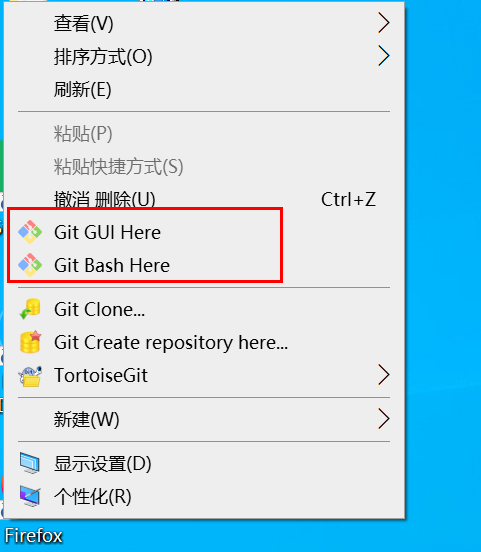 查看(V)
排序方式(O)
刷新(E)
粘贴(P)
粘贴快捷方式(S)
撤消 删除(U) Ctrl+Z
Git GUI Here
Git Bash Here
Git Clone...
Git Create repository here...
TortoiseGit
新建(W)
显示设置(D)
个性化(R)
Firefox